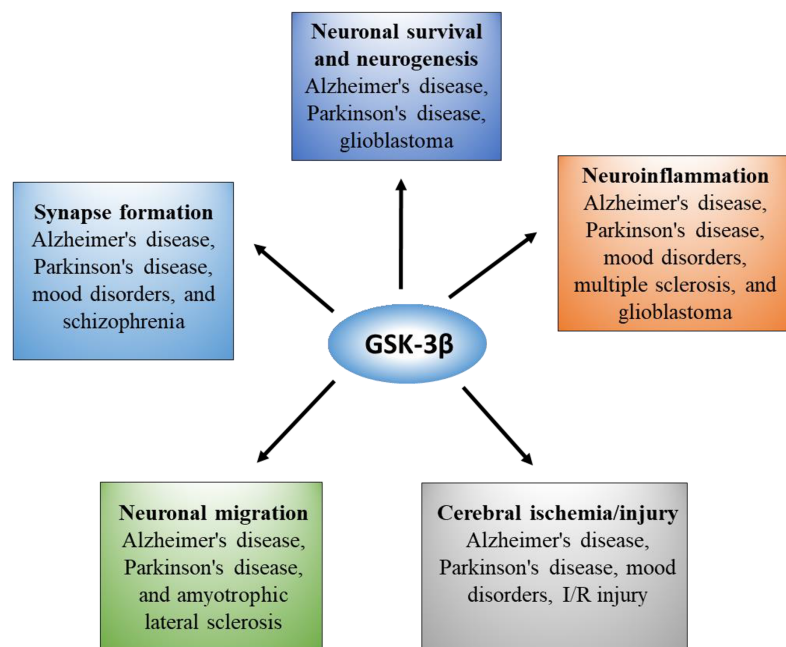 Neuronal survival
and neurogenesis
Alzheimer's disease,
Parkinson's disease,
glioblastoma
Synapse formation
Alzheimer's disease,
Parkinson's disease,
mood disorders, and
schizophrenia
Neuroinflammation
Alzheimer's disease,
Parkinson's disease,
mood disorders,
multiple sclerosis, and
glioblastoma
GSK-3β
Neuronal migration
Alzheimer's disease,
Parkinson's disease,
and amyotrophic
lateral sclerosis
Cerebral ischemia/injury
Alzheimer's disease,
Parkinson's disease, mood
disorders, I/R injury